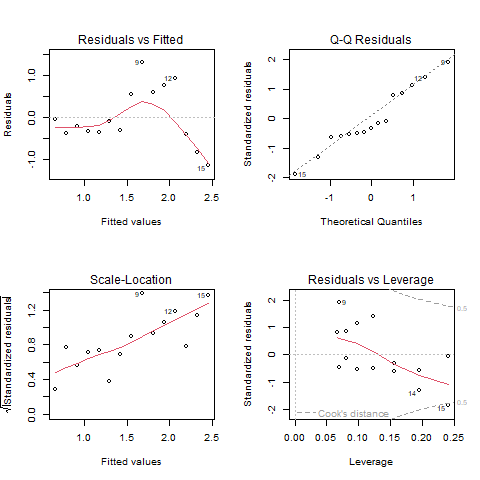 Residuals vs Fitted
Residuals
-1.0 0.0 1.0
9
12
15
1.0 1.5 2.0 2.5
Fitted values
Q-Q Residuals
Standardized residuals
-2 -1 0 1 2
9
12
15
-1 0 1
Theoretical Quantiles
Scale-Location
√|Standardized residuals|
0.0 0.4 0.8 1.2
9
12
15
1.0 1.5 2.0 2.5
Fitted values
Residuals vs Leverage
Standardized residuals
-2 -1 0 1 2
9
14
15
0.5
0.5
Cook's distance
0.00 0.05 0.10 0.15 0.20 0.25
Leverage